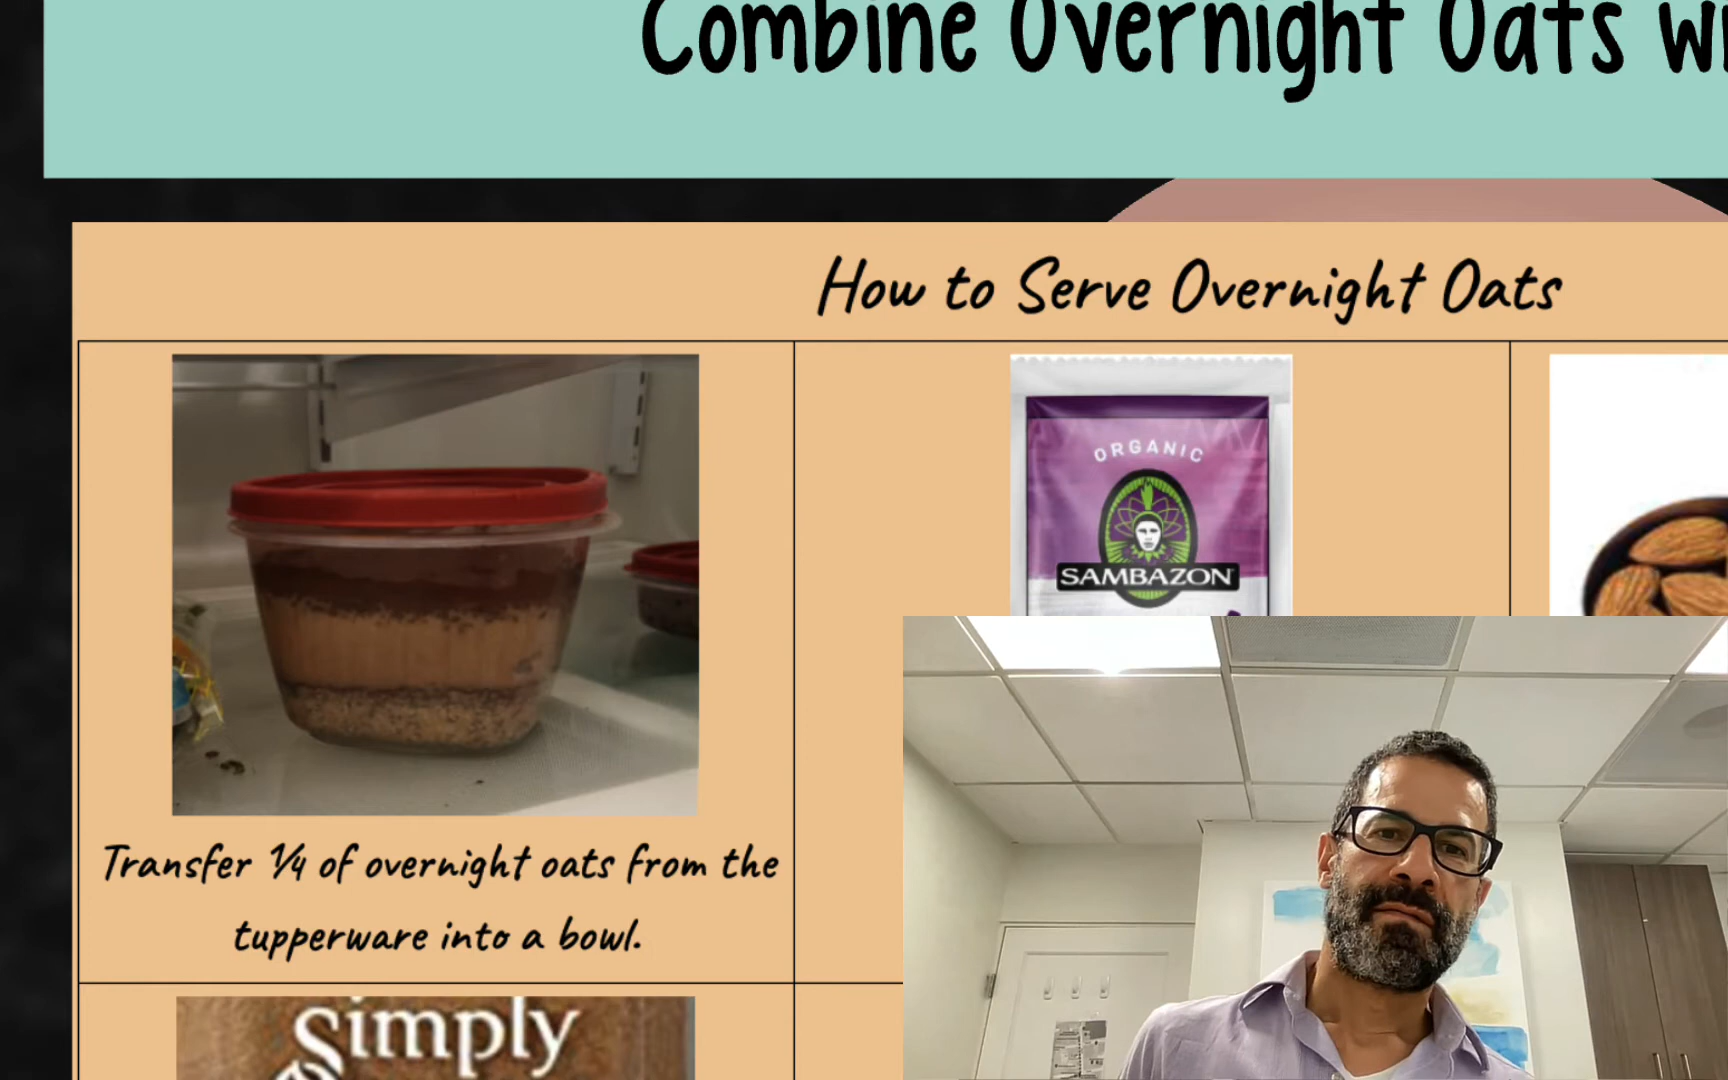 Combine Overnight Oats
How to Serve Overnight Oats
ORGANIC
SAMBAZON
Transfer ¼ of overnight oats from the
tupperware into a bowl.
Simply